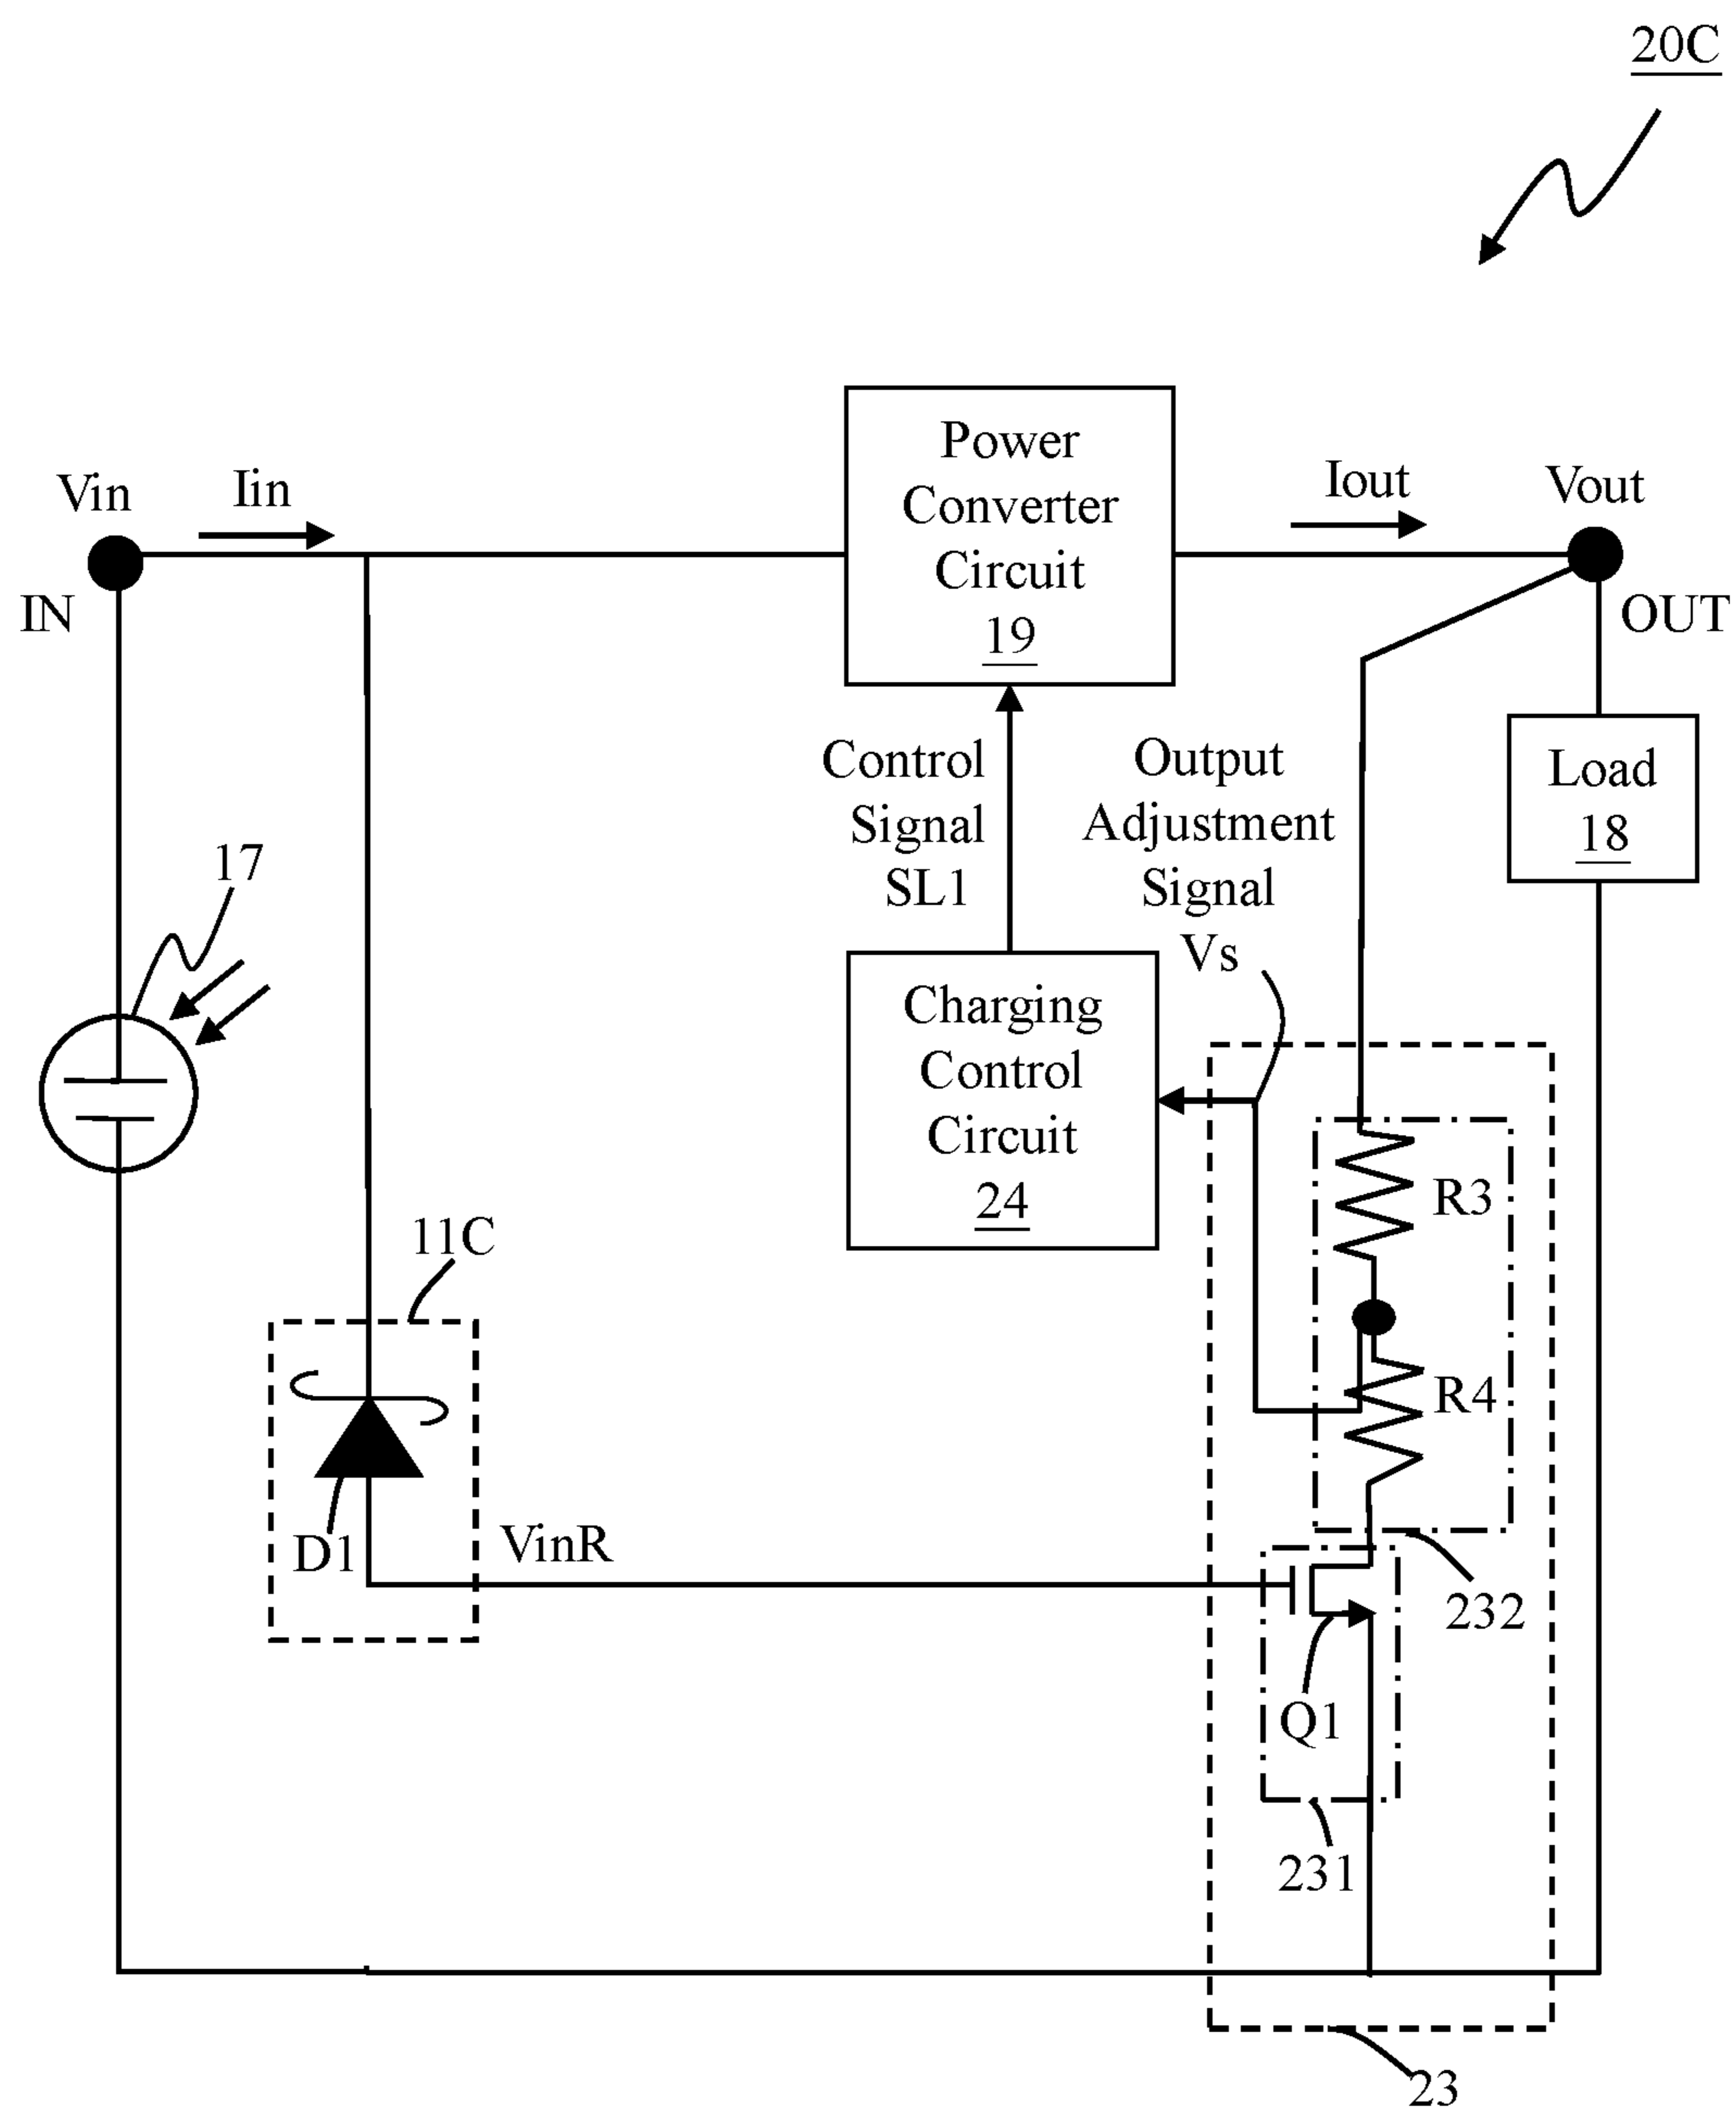 20C
Power
Converter
Circuit
19
Vin
Iin
Iout
Vout
IN
OUT
Control
Signal
SL1
Output
Adjustment
Signal
Vs
Load
18
17
Charging
Control
Circuit
24
R3
11C
R4
D1
VinR
232
Q1
231
23